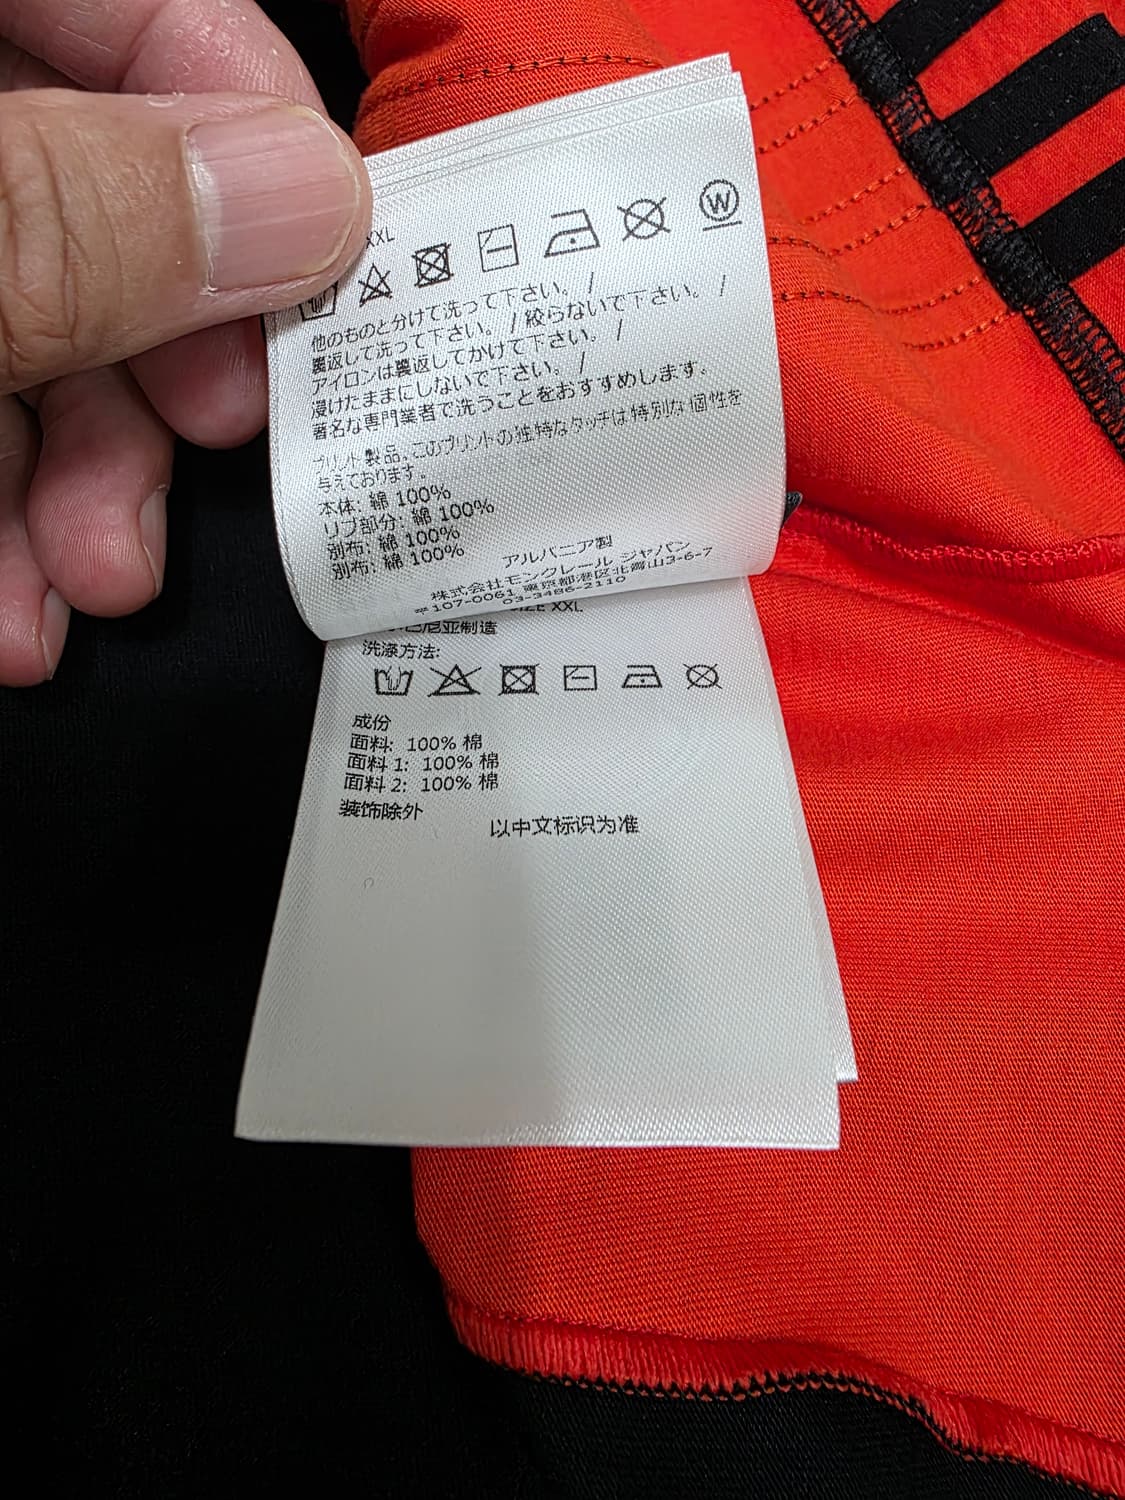 XXL
W
他のものと分けて洗って下さい。 /
裏返して洗って下さい。 / 絞らないで下さい。 /
アイロンは裏返してかけて下さい。 /
浸けたままにしないで下さい。 /
著名な専門業者で洗うことをおすすめします。
プリント製品。このプリントの独特なタッチは特別な個性を
与えております
本体: 綿 100%
リブ部分: 綿 100%
別布: 綿 100%
別布: 綿 100%
アルバニア製
株式会社モンクレール ジャパン
〒107-0061 東京都港区北青山3-6-7
03-3486-2110
SIZE XXL
巴尼亚制造
洗涤方法:
成份
面料: 100% 棉
面料 1: 100% 棉
面料 2: 100% 棉
装饰除外
以中文标识为准